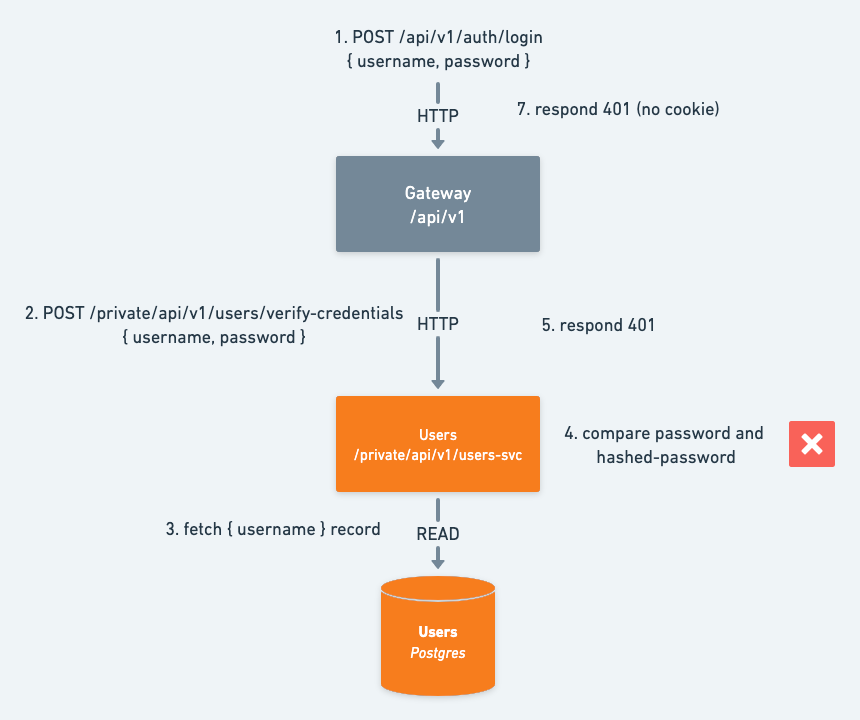 1. POST /api/v1/auth/login
{ username, password }
HTTP
7. respond 401 (no cookie)
Gateway
/api/v1
2. POST /private/api/v1/users/verify-credentials
{ username, password }
HTTP
5. respond 401
Users
/private/api/v1/users-svc
4. compare password and
hashed-password
3. fetch { username } record
READ
Users
Postgres